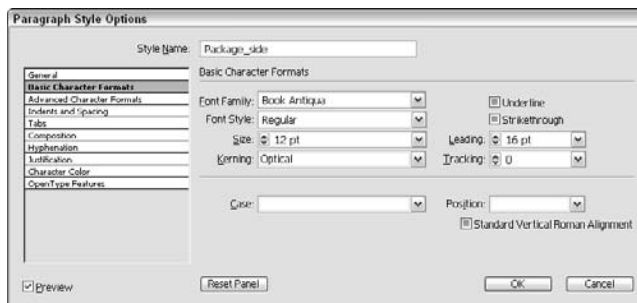 Paragraph Style Options
Style Name: Package_side
General
Basic Character Formats
Advanced Character Formats
Indents and Spacing
Tabs
Composition
Hyphenation
Justification
Character Color
OpenType Features
Basic Character Formats
Font Family: Book Antiqua
Underline
Font Style: Regular
Strikethrough
Size: 12 pt
Leading: 16 pt
Kerning: Optical
Tracking: 0
Case:
Position:
Standard Vertical Roman Alignment
Preview
Reset Panel
OK
Cancel